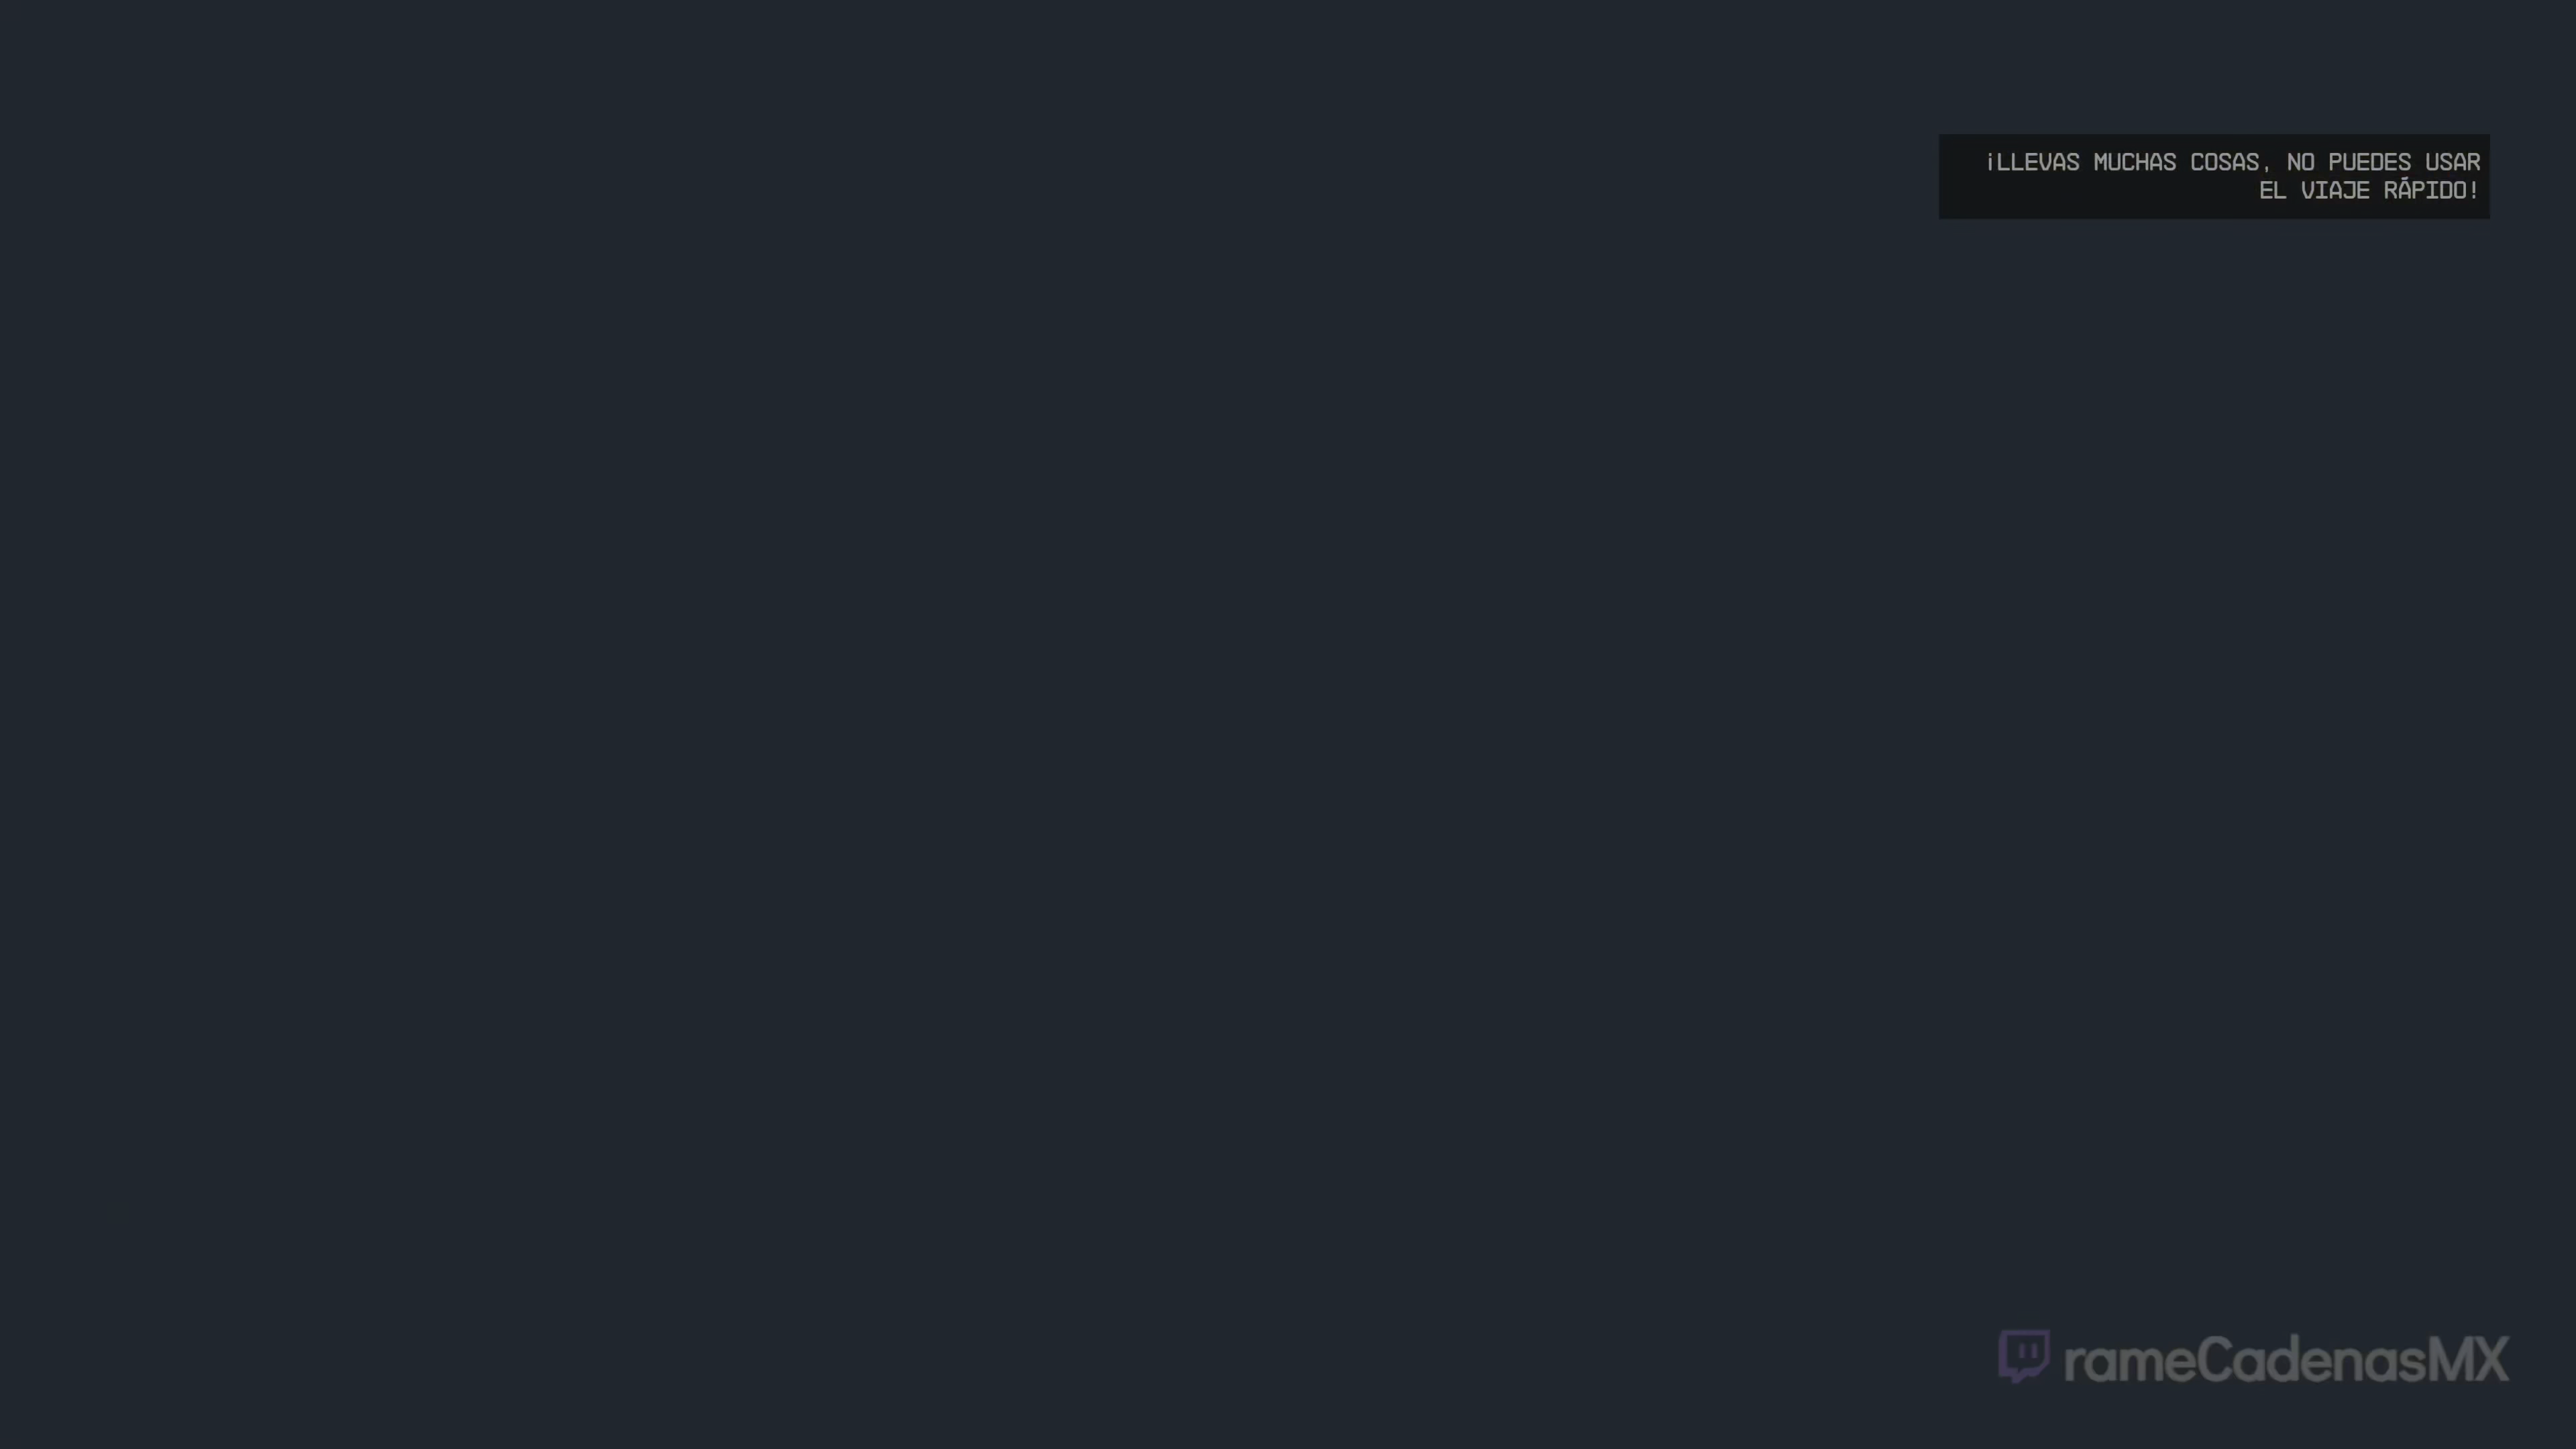 ¡LLEVAS MUCHAS COSAS, NO PUEDES USAR
EL VIAJE RÁPIDO!
rameCadenasMX